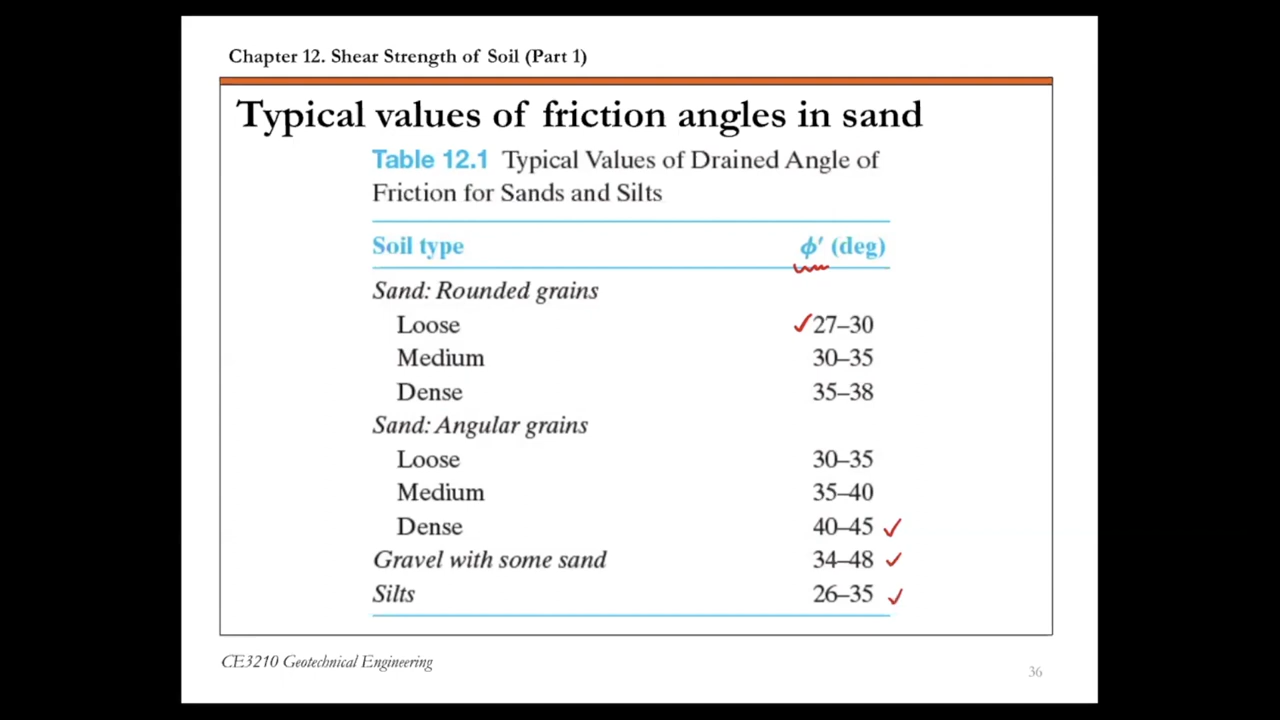 Chapter 12. Shear Strength of Soil (Part 1)
Typical values of friction angles in sand
Table 12.1 Typical Values of Drained Angle of
Friction for Sands and Silts
Soil type ϕ′ (deg)
Sand: Rounded grains
Loose 27–30
Medium 30–35
Dense 35–38
Sand: Angular grains
Loose 30–35
Medium 35–40
Dense 40–45
Gravel with some sand 34–48
Silts 26–35
CE3210 Geotechnical Engineering
36